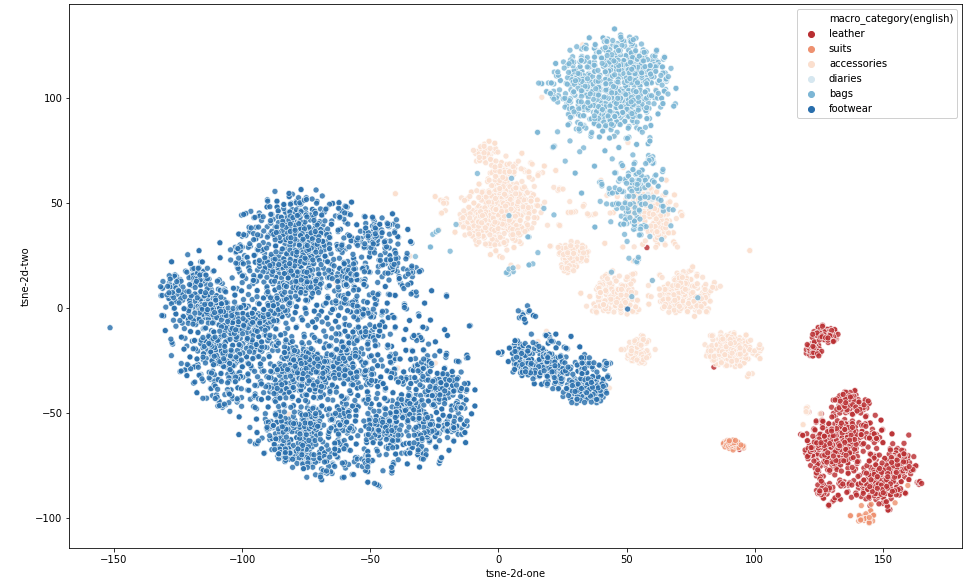 macro_category(english)
leather
suits
accessories
diaries
bags
footwear
tsne-2d-two
100
50
0
−50
−100
−150
−100
−50
0
50
100
150
tsne-2d-one